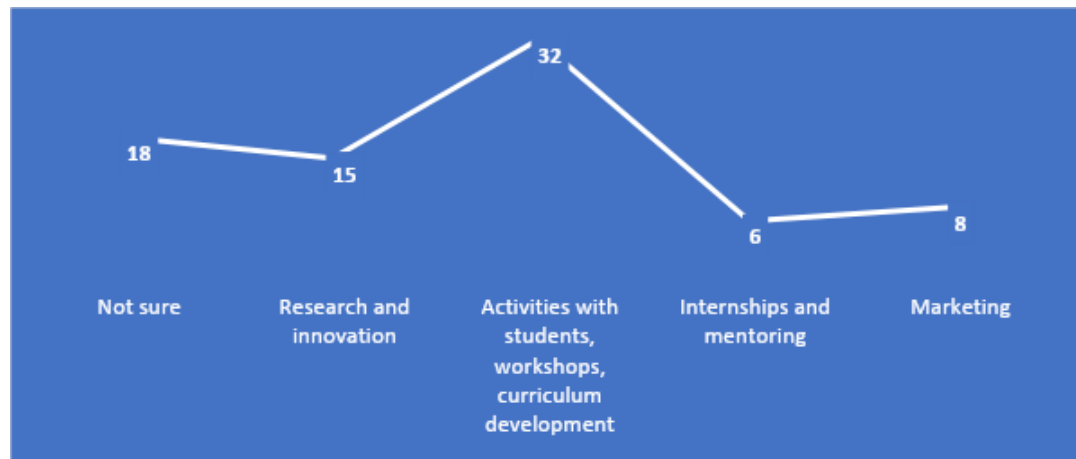 32
18
15
6
8
Not sure
Research and
innovation
Activities with
students,
workshops,
curriculum
development
Internships and
mentoring
Marketing